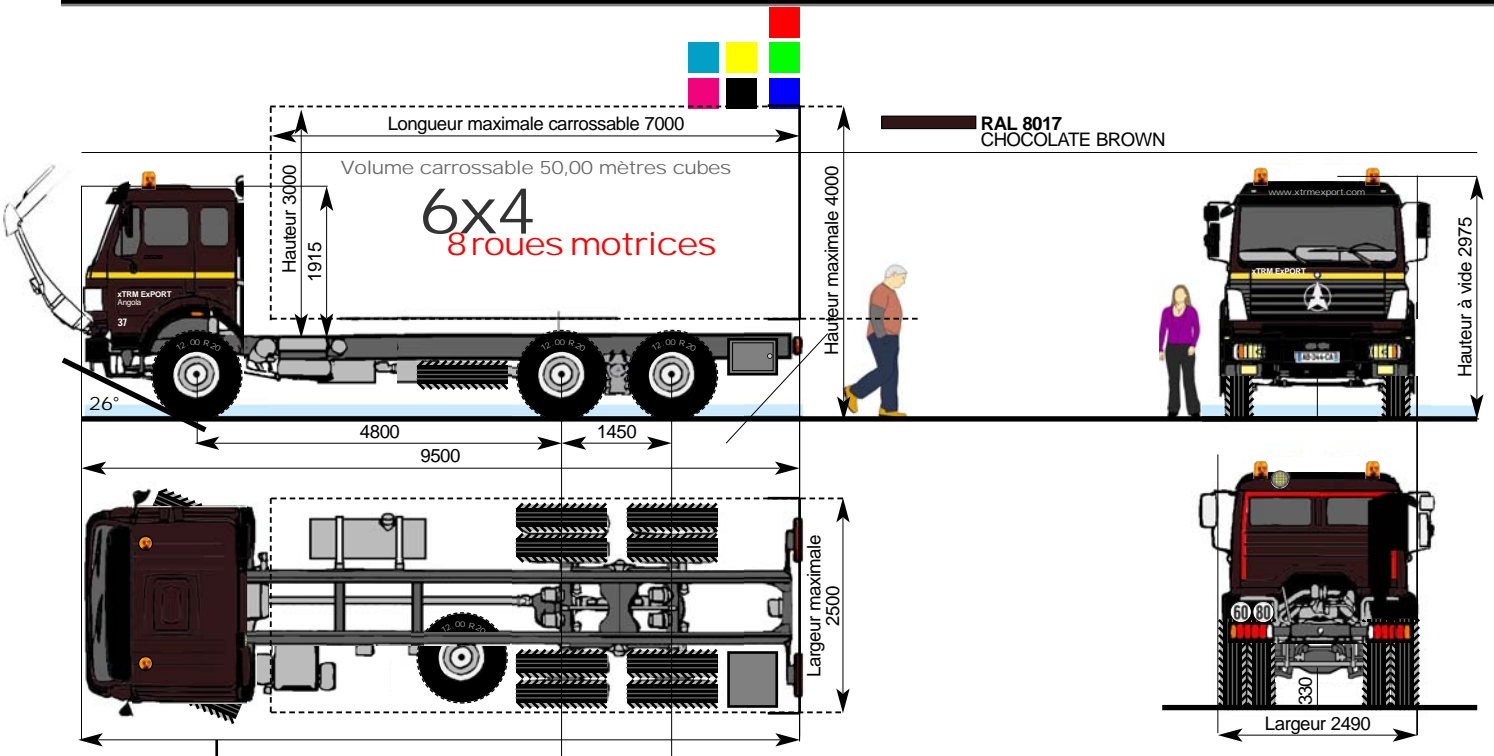 Longueur maximale carrossable 7000
RAL 8017
CHOCOLATE BROWN
Volume carrossable 50,00 mètres cubes
6x4
8 roues motrices
Hauteur 3000
1915
Hauteur maximale 4000
xTRM ExPORT
Angola
37
12 . 00 R 20
12 . 00 R 20
12 . 00 R 20
26°
www.xtrmexport.com
xTRM ExPORT
AB-344-CA
Hauteur à vide 2975
4800
1450
9500
12 . 00 R 20
Largeur maximale
2500
60
80
330
Largeur 2490